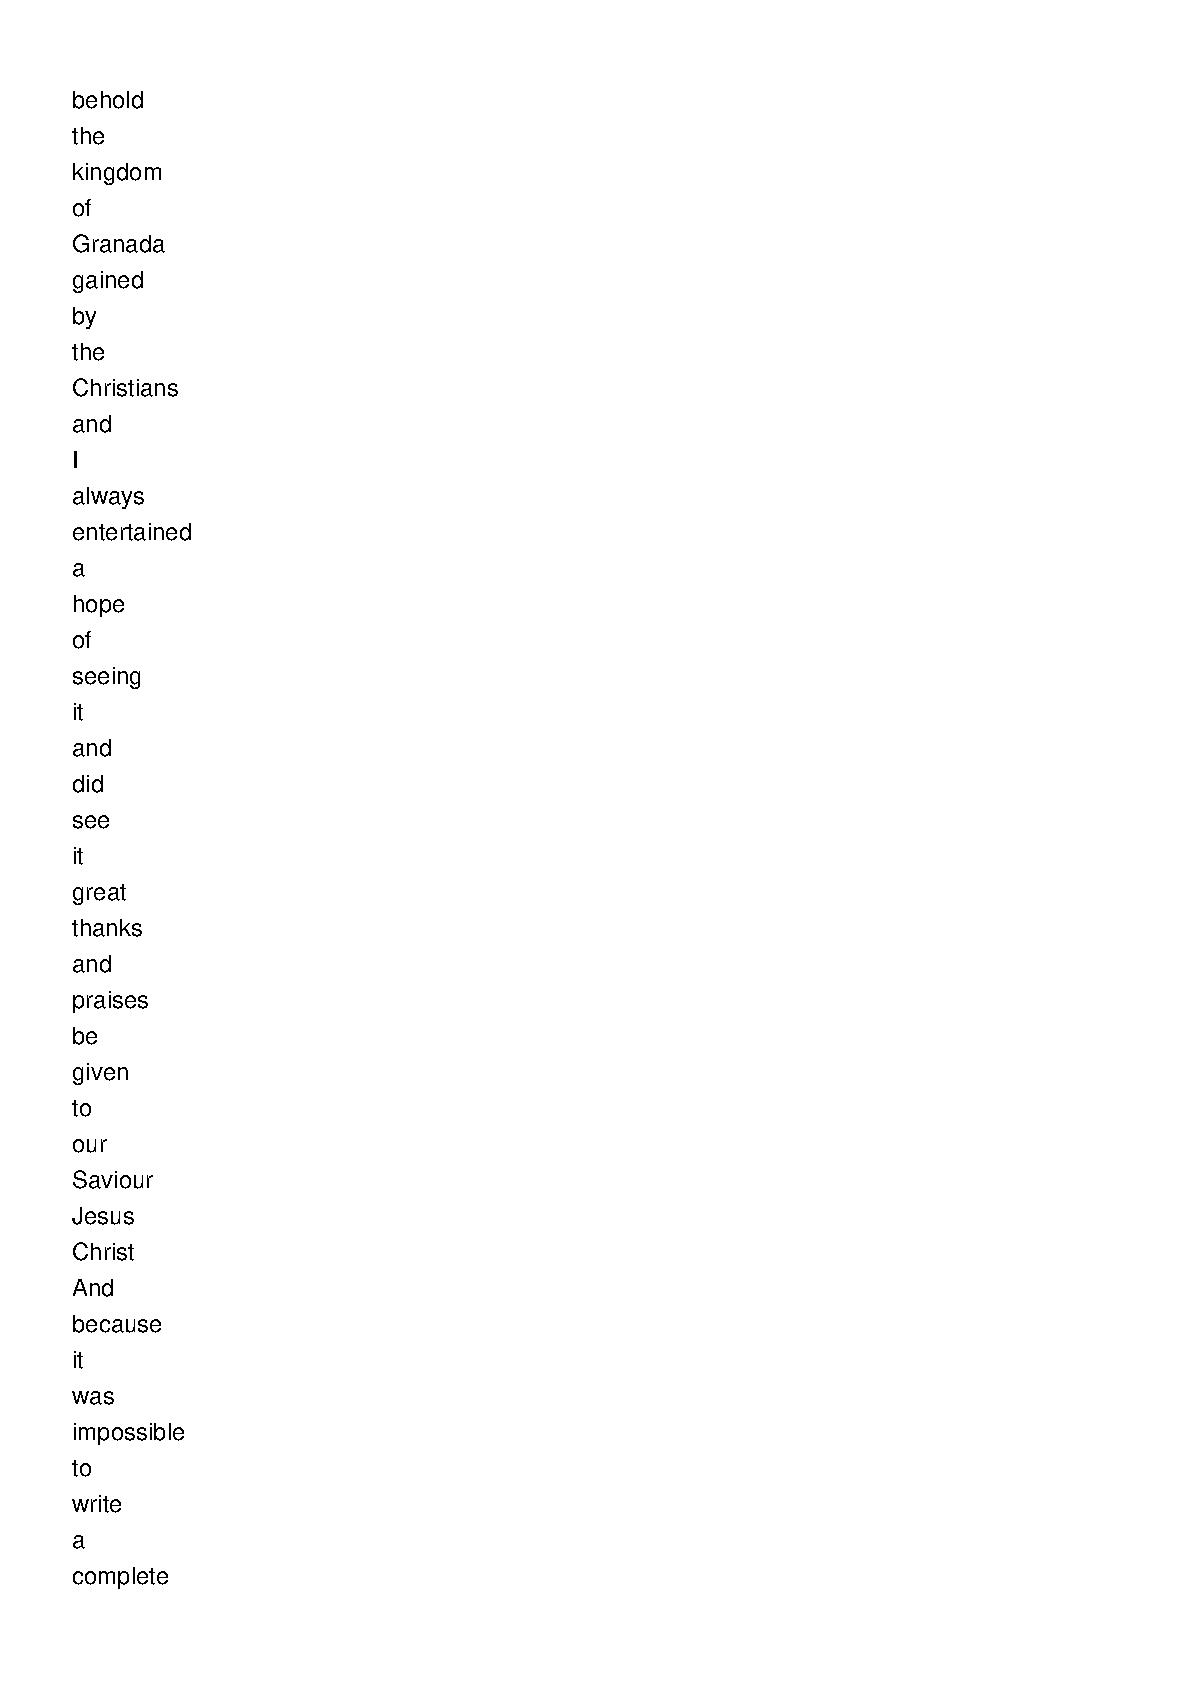 behold
the
kingdom
of
Granada
gained
by
the
Christians
and
I
always
entertained
a
hope
of
seeing
it
and
did
see
it
great
thanks
and
praises
be
given
to
our
Saviour
Jesus
Christ
And
because
it
was
impossible
to
write
a
complete